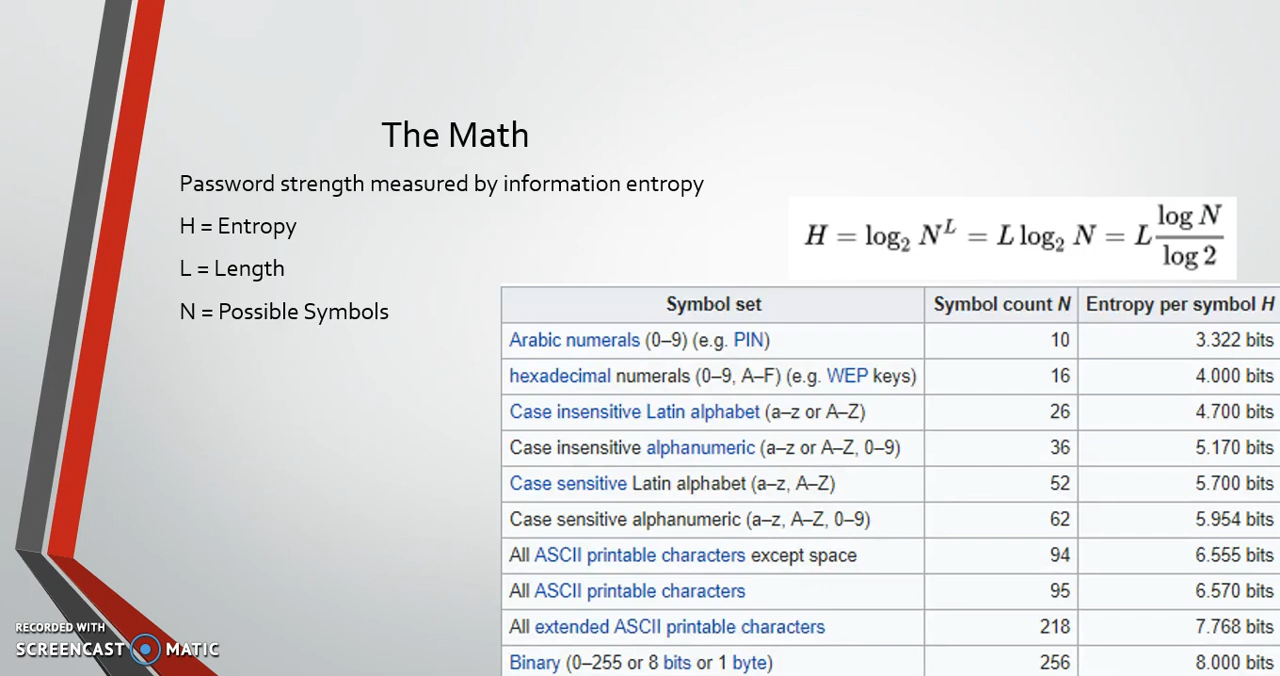 The Math
Password strength measured by information entropy
H = Entropy
L = Length
N = Possible Symbols
H = log₂ Nᴸ = L log₂ N = L log N / log 2
Symbol set Symbol count N Entropy per symbol H
Arabic numerals (0–9) (e.g. PIN) 10 3.322 bits
hexadecimal numerals (0–9, A–F) (e.g. WEP keys) 16 4.000 bits
Case insensitive Latin alphabet (a–z or A–Z) 26 4.700 bits
Case insensitive alphanumeric (a–z or A–Z, 0–9) 36 5.170 bits
Case sensitive Latin alphabet (a–z, A–Z) 52 5.700 bits
Case sensitive alphanumeric (a–z, A–Z, 0–9) 62 5.954 bits
All ASCII printable characters except space 94 6.555 bits
All ASCII printable characters 95 6.570 bits
All extended ASCII printable characters 218 7.768 bits
Binary (0–255 or 8 bits or 1 byte) 256 8.000 bits
RECORDED WITH
SCREENCAST MATIC